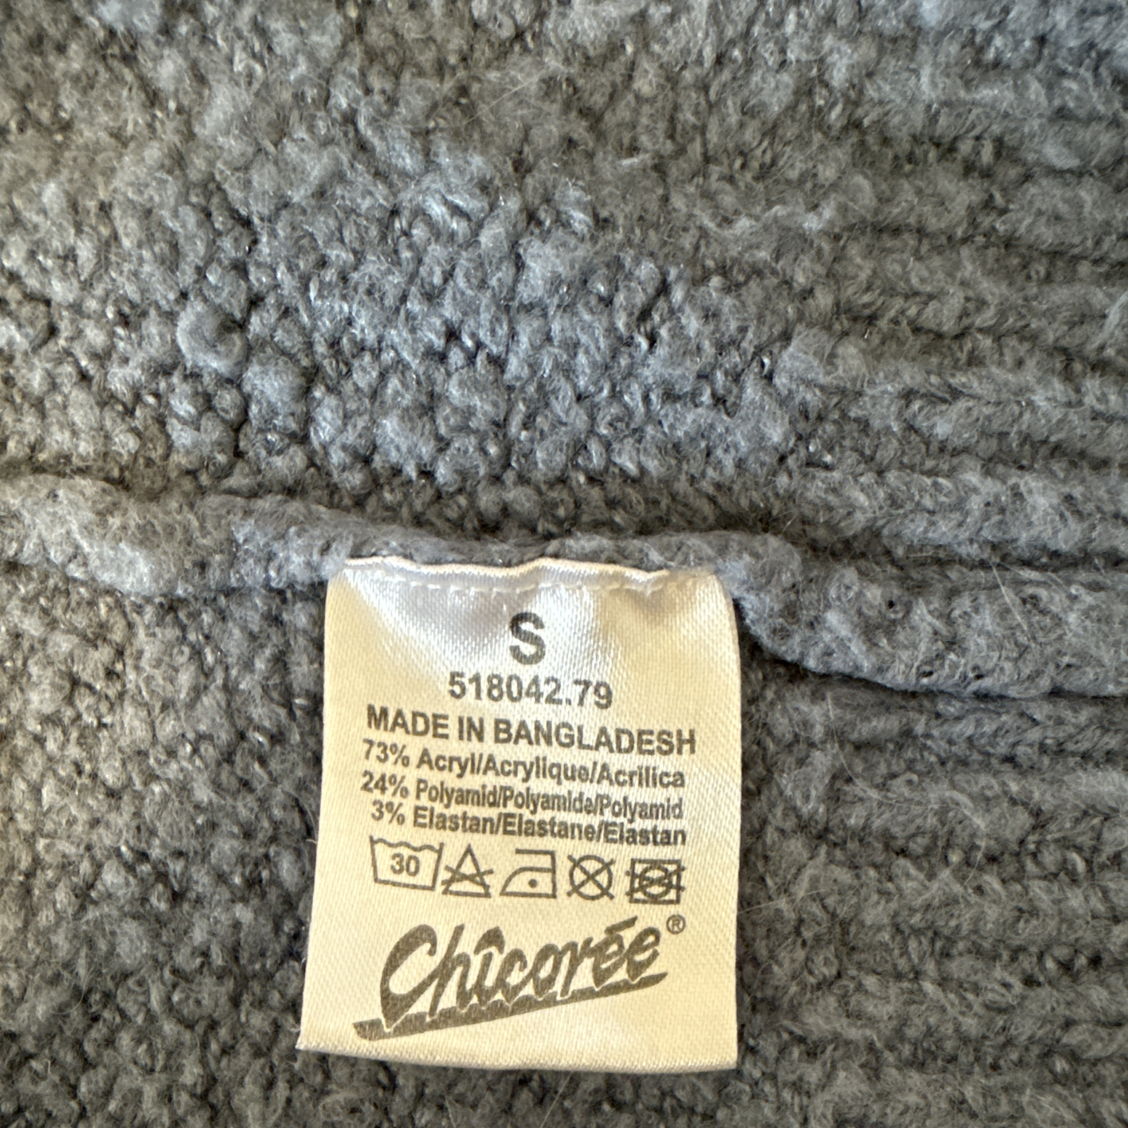 S
518042.79
MADE IN BANGLADESH
73% Acryl/Acrylique/Acrilica
24% Polyamid/Polyamide/Polyamid
3% Elastan/Elastane/Elastan
30
Chicorée®